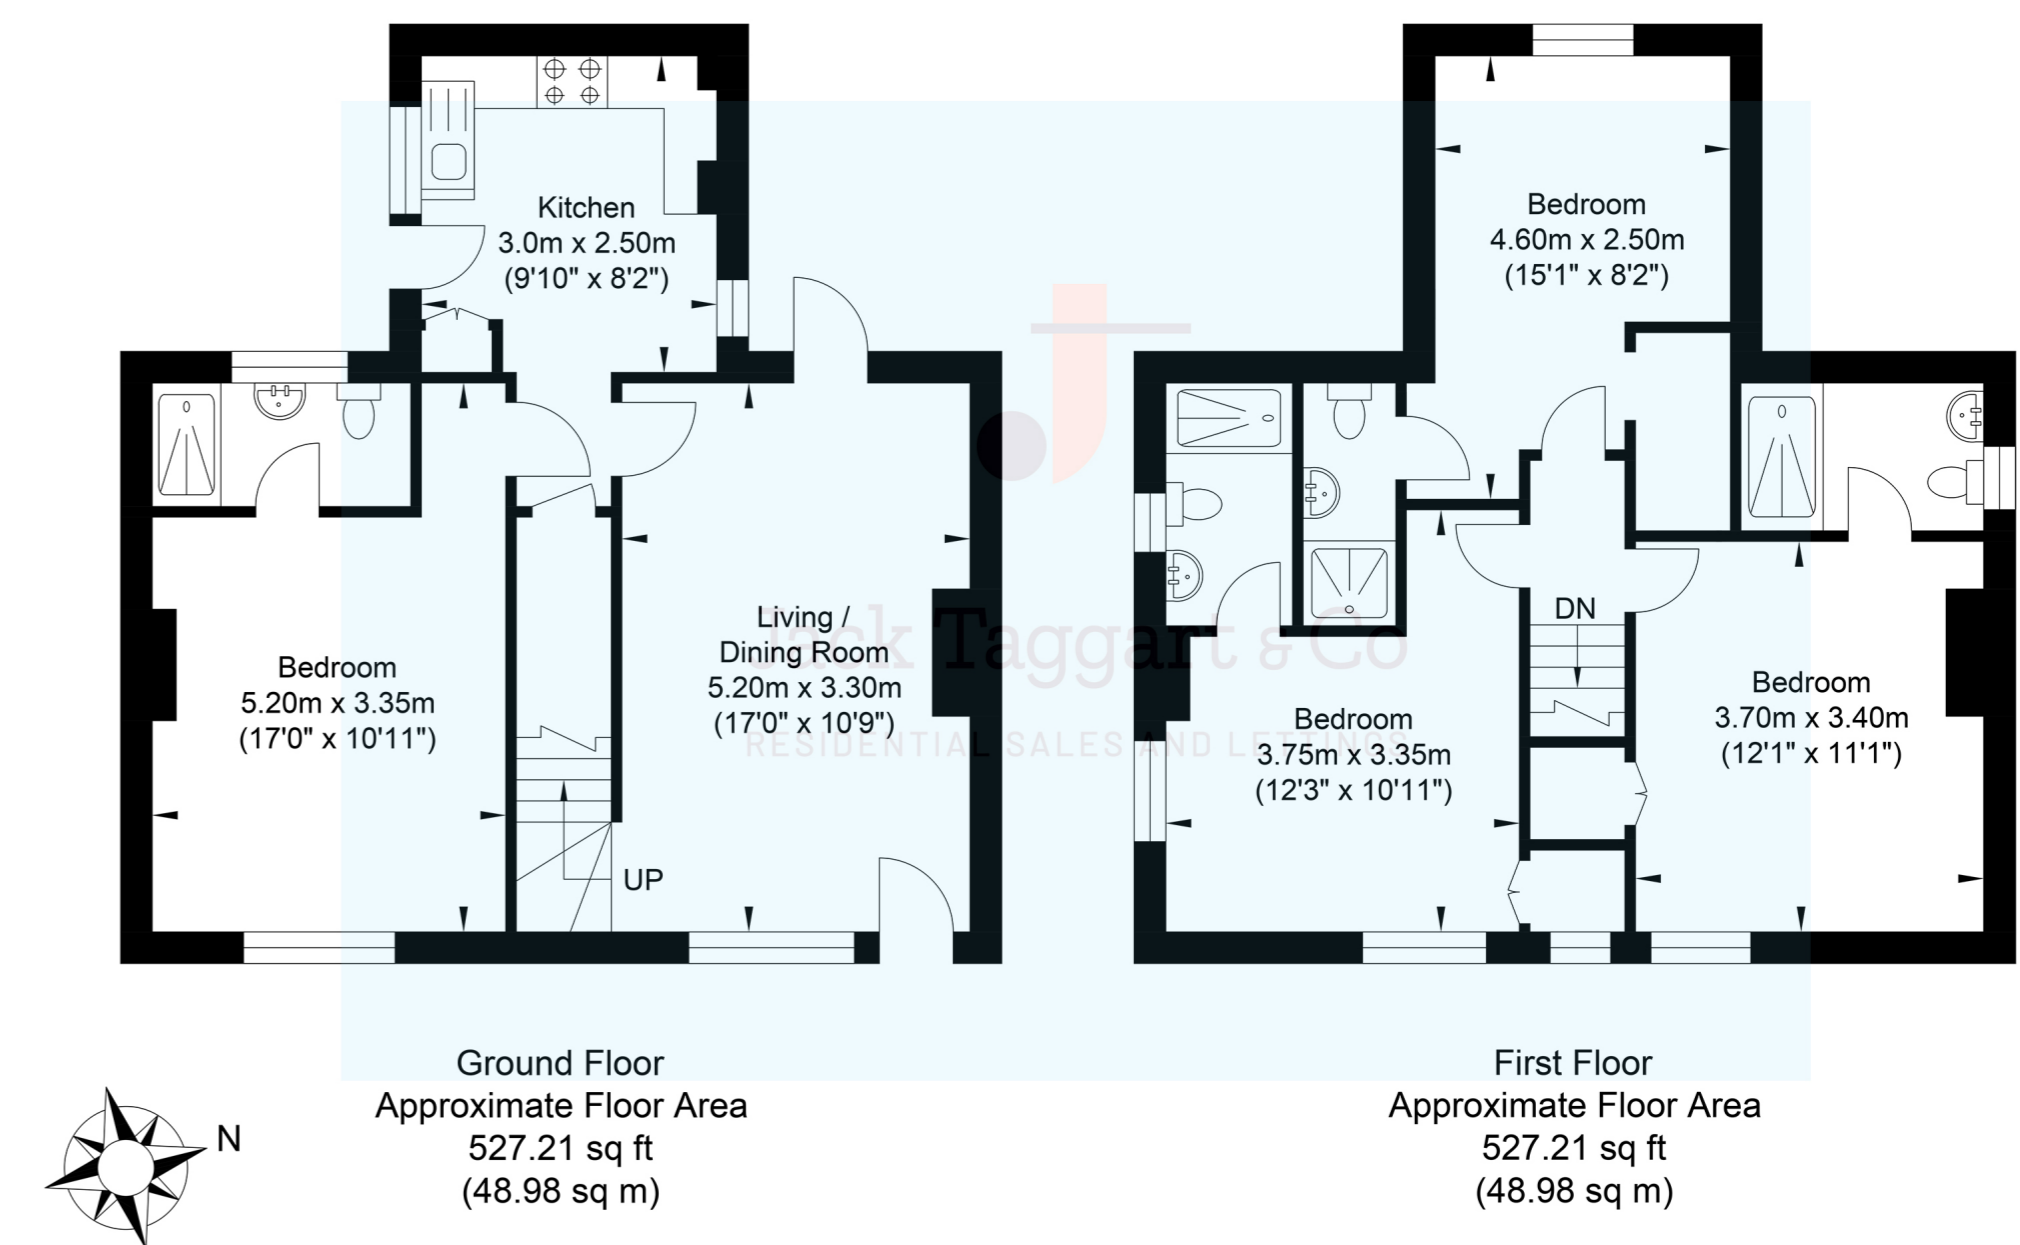 Kitchen
3.0m x 2.50m
(9'10" x 8'2")
Bedroom
5.20m x 3.35m
(17'0" x 10'11")
Living /
Dining Room
5.20m x 3.30m
(17'0" x 10'9")
UP
Bedroom
4.60m x 2.50m
(15'1" x 8'2")
DN
Bedroom
3.75m x 3.35m
(12'3" x 10'11")
Bedroom
3.70m x 3.40m
(12'1" x 11'1")
Jack Taggart & Co
RESIDENTIAL SALES AND LETTINGS
Ground Floor
Approximate Floor Area
527.21 sq ft
(48.98 sq m)
First Floor
Approximate Floor Area
527.21 sq ft
(48.98 sq m)
N